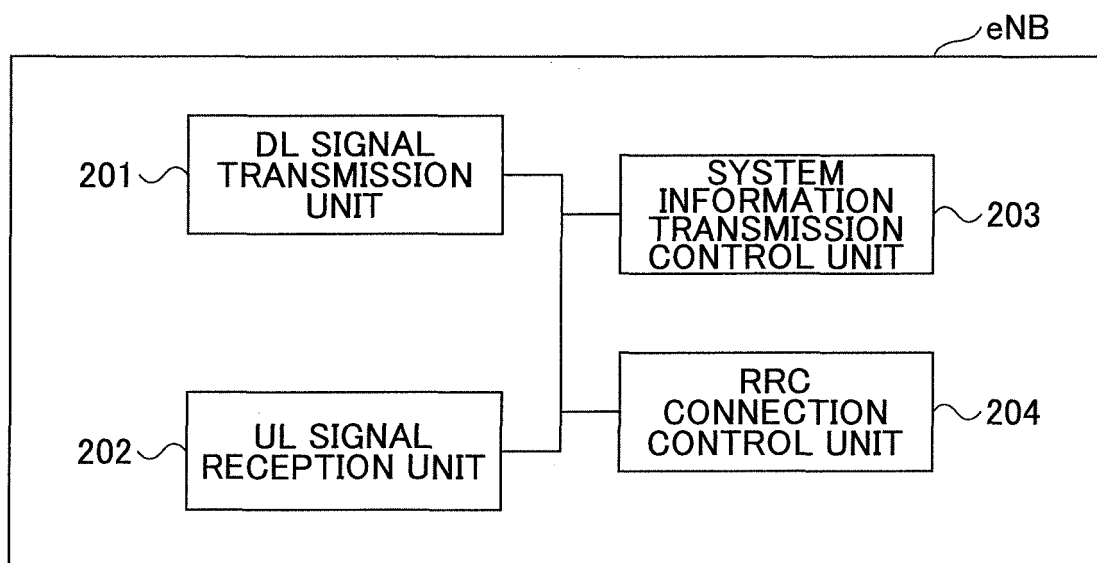 eNB
201
DL SIGNAL
TRANSMISSION
UNIT
SYSTEM
INFORMATION
TRANSMISSION
CONTROL UNIT
203
202
UL SIGNAL
RECEPTION UNIT
RRC
CONNECTION
CONTROL UNIT
204